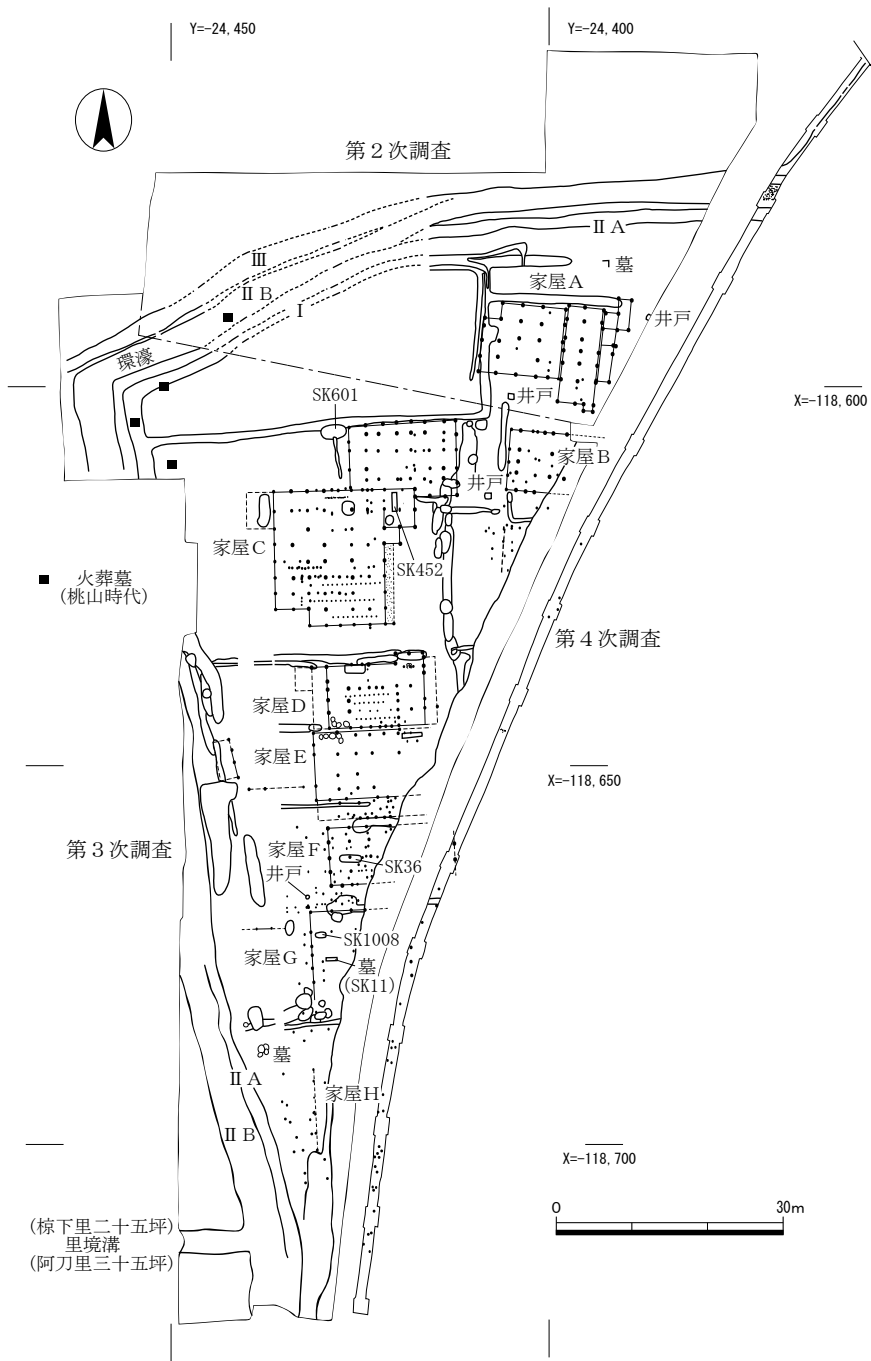 Y=-24,450
Y=-24,400
第２次調査
ⅡA
Ⅲ
墓
家屋A
ⅡB
Ⅰ
井戸
環濠
SK601
井戸
X=-118,600
家屋B
井戸
家屋C
SK452
火葬墓
(桃山時代)
第４次調査
家屋D
家屋E
X=-118,650
第３次調査
家屋F
SK36
井戸
SK1008
家屋G
墓
(SK11)
墓
ⅡA
家屋H
ⅡB
X=-118,700
0
30m
(椋下里二十五坪)
里境溝
(阿刀里三十五坪)